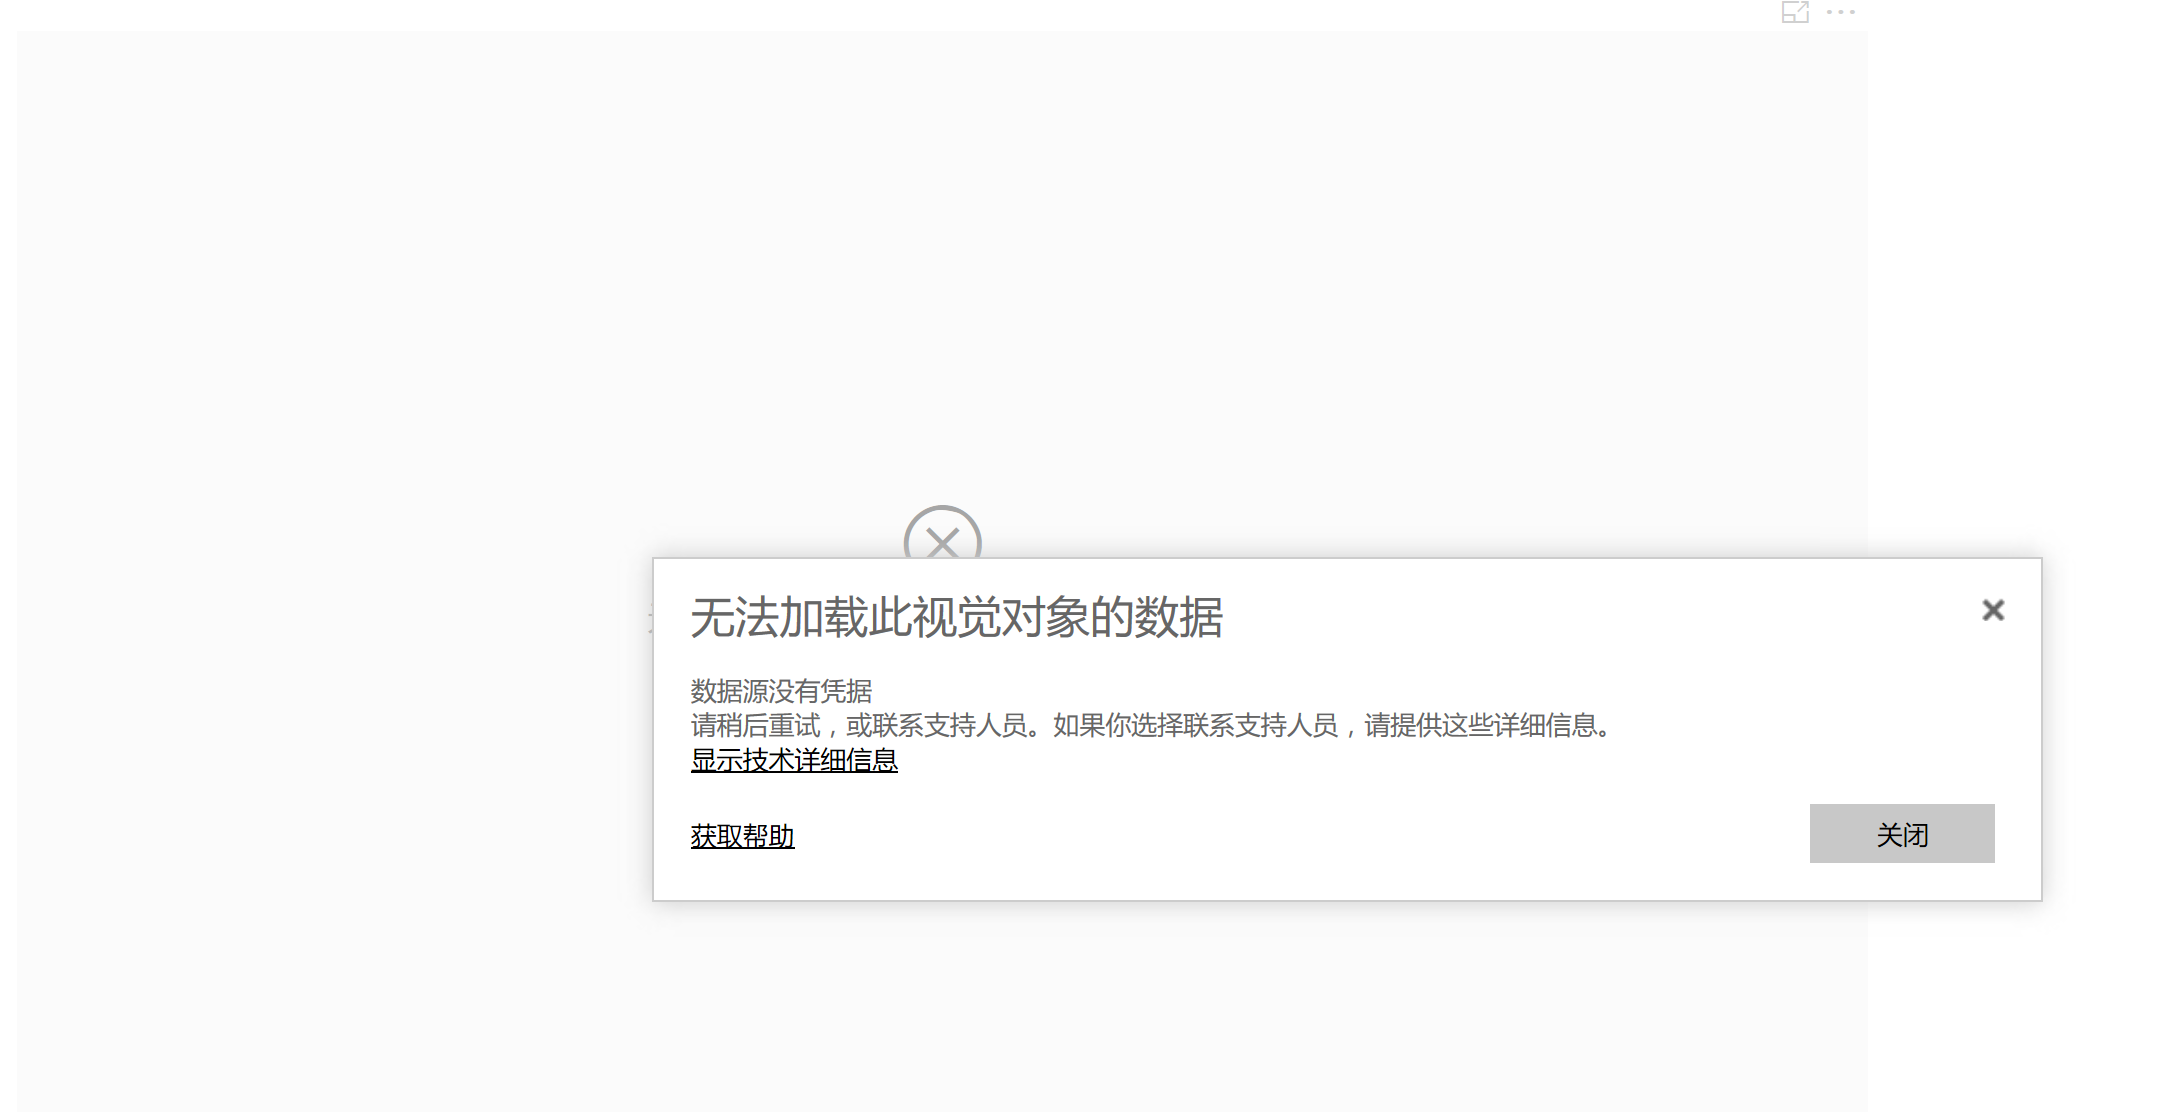 无法加载此视觉对象的数据
数据源没有凭据
请稍后重试，或联系支持人员。如果你选择联系支持人员，请提供这些详细信息。
显示技术详细信息
获取帮助
关闭